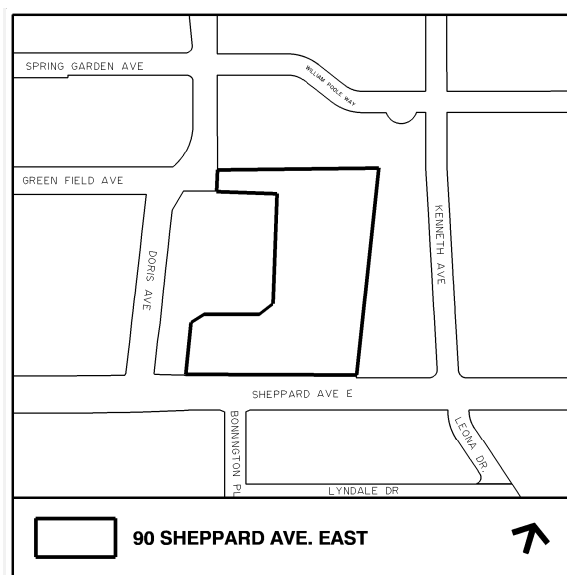 SPRING GARDEN AVE
WILLIAM POOLE WAY
GREEN FIELD AVE
KENNETH AVE
DORIS AVE
SHEPPARD AVE E
BONNNGTON PL
LEONA DR.
LYNDALE DR
90 SHEPPARD AVE. EAST